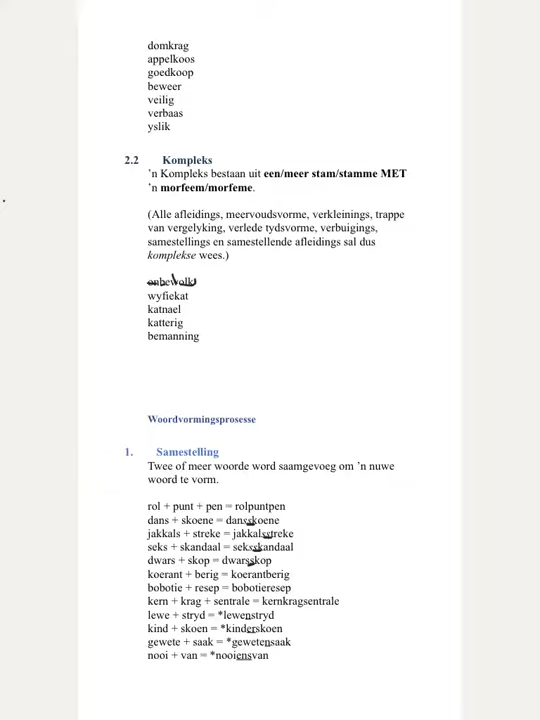 domkrag
appelkoos
goedkoop
beweer
veilig
verbaas
yslik
2.2 Kompleks
’n Kompleks bestaan uit een/meer stam/stamme MET
’n morfeem/morfeme.
(Alle afleidings, meervoudsvorme, verkleinings, trappe
van vergelyking, verlede tydsvorme, verbuigings,
samestellings en samestellende afleidings sal dus
komplekse wees.)
onbewolk
wyfiekat
katnael
katterig
bemanning
Woordvormingsprosesse
1. Samestelling
Twee of meer woorde word saamgevoeg om ’n nuwe
woord te vorm.
rol + punt + pen = rolpuntpen
dans + skoene = dansskoene
jakkals + streke = jakkalsstreke
seks + skandaal = seksskandaal
dwars + skop = dwarsskop
koerant + berig = koerantberig
bobotie + resep = bobotieresep
kern + krag + sentrale = kernkragsentrale
lewe + stryd = *lewenstryd
kind + skoen = *kinderskoen
gewete + saak = *gewetensaak
nooi + van = *nooiensvan